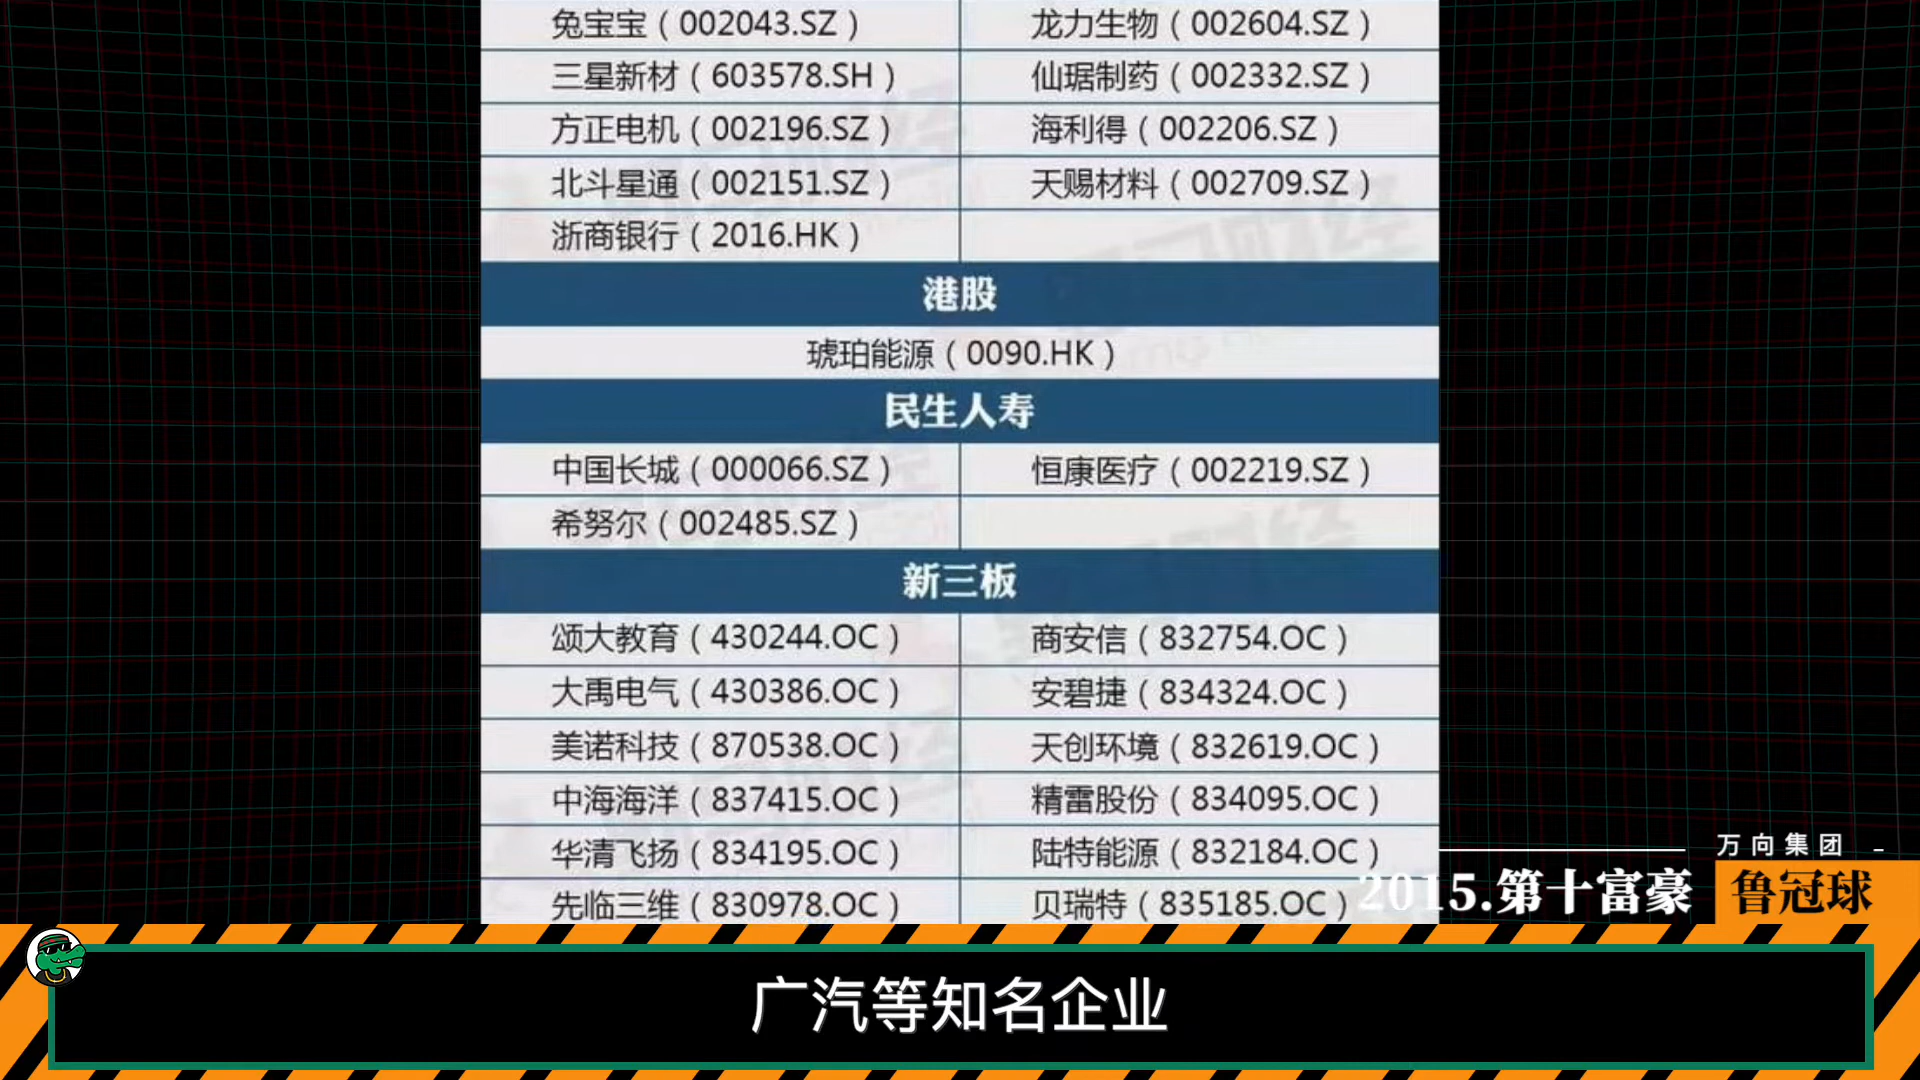 兔宝宝（002043.SZ） 龙力生物（002604.SZ）
三星新材（603578.SH） 仙琚制药（002332.SZ）
方正电机（002196.SZ） 海利得（002206.SZ）
北斗星通（002151.SZ） 天赐材料（002709.SZ）
浙商银行（2016.HK）
港股
琥珀能源（0090.HK）
民生人寿
中国长城（000066.SZ） 恒康医疗（002219.SZ）
希努尔（002485.SZ）
新三板
颂大教育（430244.OC） 商安信（832754.OC）
大禹电气（430386.OC） 安碧捷（834324.OC）
美诺科技（870538.OC） 天创环境（832619.OC）
中海海洋（837415.OC） 精雷股份（834095.OC）
华清飞扬（834195.OC） 陆特能源（832184.OC）
先临三维（830978.OC） 贝瑞特（835185.OC）
万向集团 -
2015.第十富豪 鲁冠球
广汽等知名企业